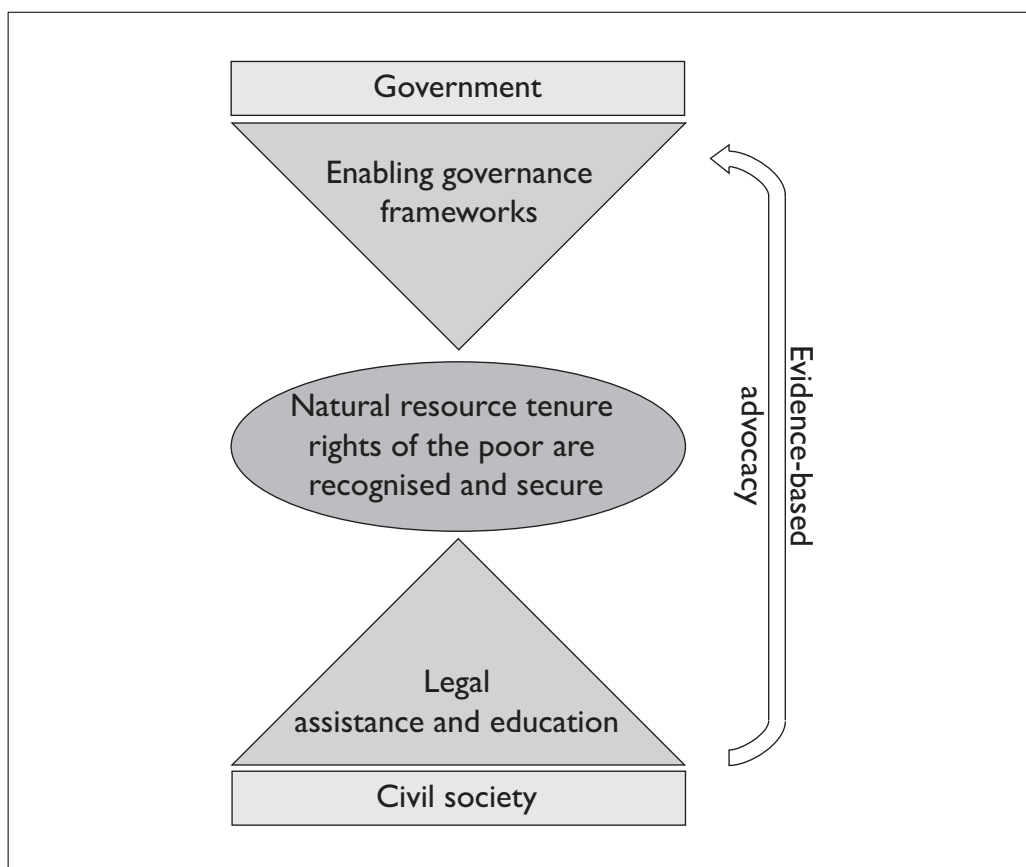 Government
Enabling governance
frameworks
Natural resource tenure
rights of the poor are
recognised and secure
Evidence-based
advocacy
Legal
assistance and education
Civil society